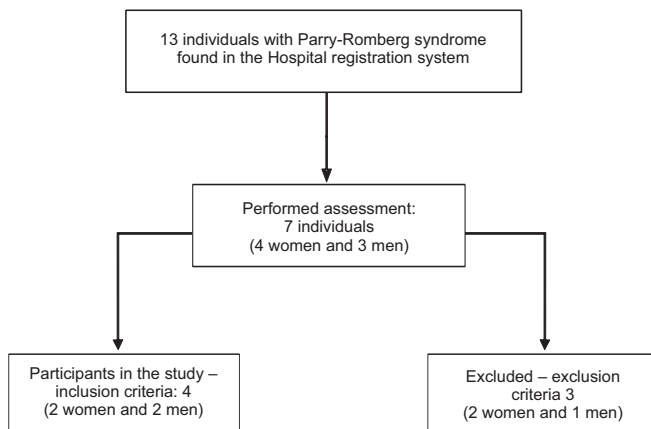 13 individuals with Parry-Romberg syndrome
found in the Hospital registration system
Performed assessment:
7 individuals
(4 women and 3 men)
Participants in the study –
inclusion criteria: 4
(2 women and 2 men)
Excluded – exclusion
criteria 3
(2 women and 1 men)